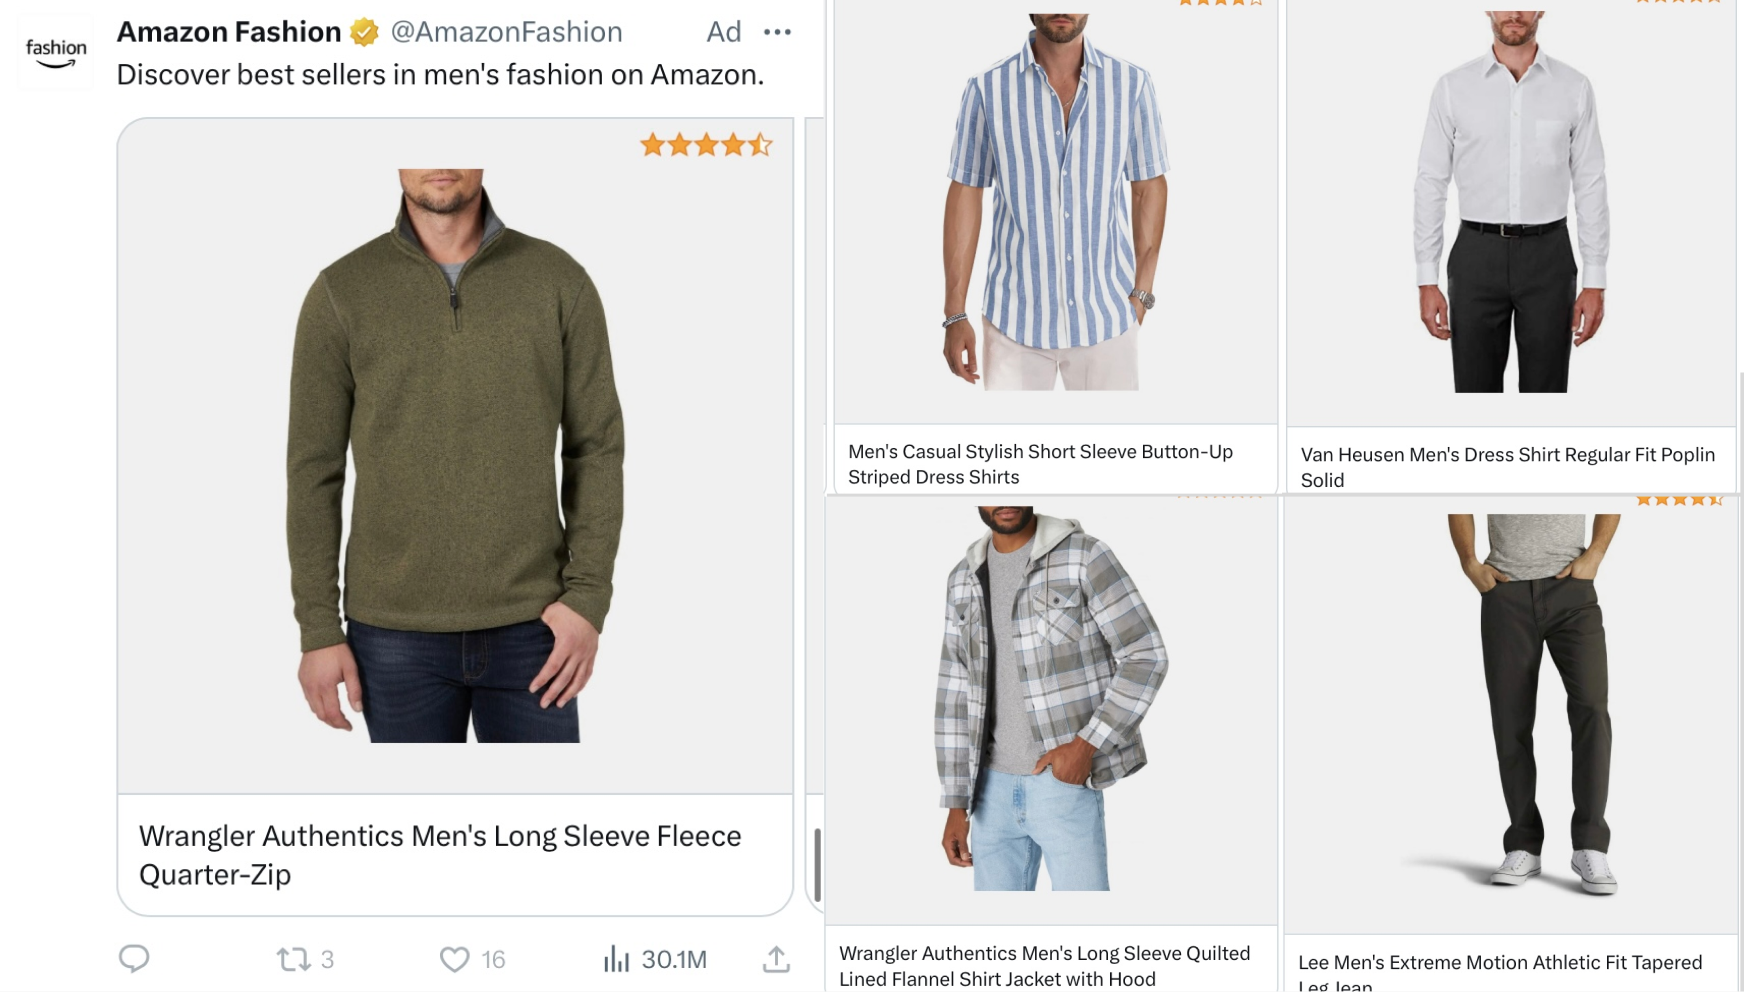 fashion
Amazon Fashion @AmazonFashion Ad
Discover best sellers in men's fashion on Amazon.
Wrangler Authentics Men's Long Sleeve Fleece
Quarter-Zip
3 16 30.1M
Men's Casual Stylish Short Sleeve Button-Up
Striped Dress Shirts
Van Heusen Men's Dress Shirt Regular Fit Poplin
Solid
Wrangler Authentics Men's Long Sleeve Quilted
Lined Flannel Shirt Jacket with Hood
Lee Men's Extreme Motion Athletic Fit Tapered
Leg Jean